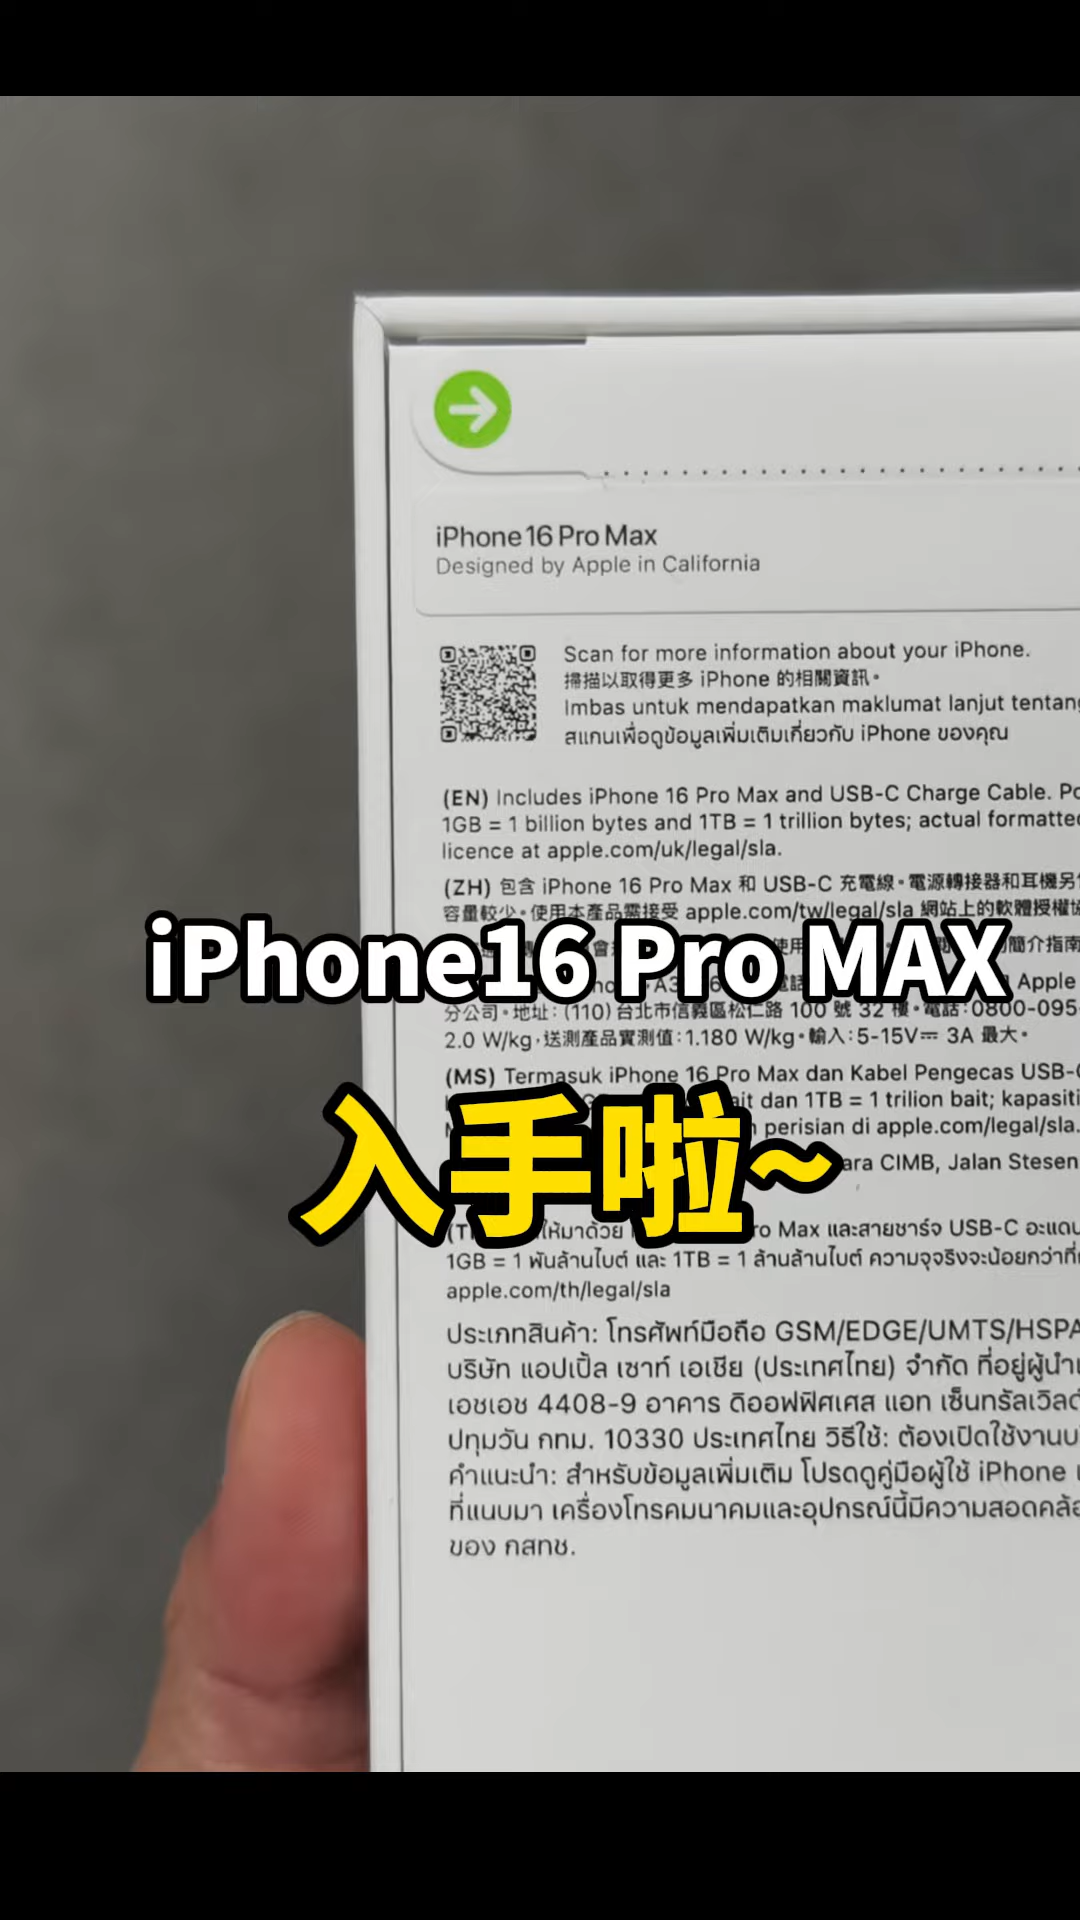 iPhone 16 Pro Max
Designed by Apple in California
Scan for more information about your iPhone.
掃描以取得更多 iPhone 的相關資訊。
Imbas untuk mendapatkan maklumat lanjut tentang
สแกนเพื่อดูข้อมูลเพิ่มเติมเกี่ยวกับ iPhone ของคุณ
(EN) Includes iPhone 16 Pro Max and USB-C Charge Cable.
1GB = 1 billion bytes and 1TB = 1 trillion bytes; actual formatted
licence at apple.com/uk/legal/sla.
(ZH) 包含 iPhone 16 Pro Max 和 USB-C 充電線。電源轉接器和耳機另
容量較少。使用本產品需接受 apple.com/tw/legal/sla 網站上的軟體授權
iPhone16 Pro MAX
簡介指南
Apple
分公司。地址：(110) 台北市信義區松仁路 100 號 32 樓。電話：0800-095-
2.0 W/kg，送測產品實測值：1.180 W/kg。輸入：5-15V⎓ 3A 最大。
(MS) Termasuk iPhone 16 Pro Max dan Kabel Pengecas USB-C
dan 1TB = 1 trilion bait; kapasiti
perisian di apple.com/legal/sla.
入手啦~
CIMB, Jalan Stesen
ให้มาด้วย Pro Max และสายชาร์จ USB-C
1GB = 1 พันล้านไบต์ และ 1TB = 1 ล้านล้านไบต์ ความจุจริงจะน้อยกว่าที่
apple.com/th/legal/sla
ประเภทสินค้า: โทรศัพท์มือถือ GSM/EDGE/UMTS/HSPA
บริษัท แอปเปิ้ล เซาท์ เอเชีย (ประเทศไทย) จำกัด ที่อยู่ผู้นำ
เอชเอช 4408-9 อาคาร ดิออฟฟิศเศส แอท เซ็นทรัลเวิลด์
ปทุมวัน กทม. 10330 ประเทศไทย วิธีใช้: ต้องเปิดใช้งาน
คำแนะนำ: สำหรับข้อมูลเพิ่มเติม โปรดดูคู่มือผู้ใช้ iPhone
ที่แนบมา เครื่องโทรคมนาคมและอุปกรณ์นี้มีความสอดคล้อ
ของ กสทช.